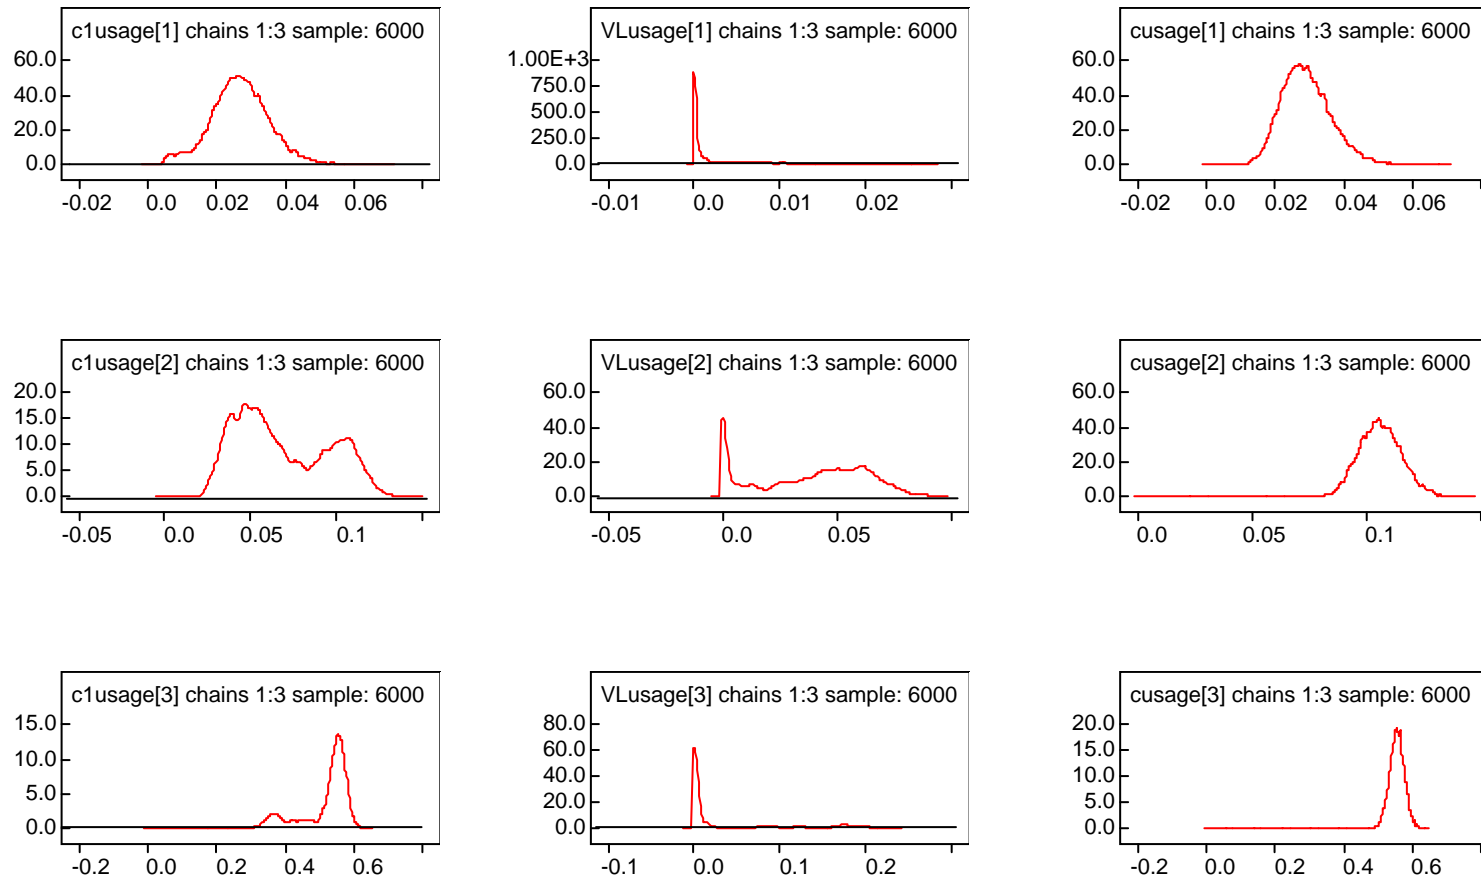 c1usage[1] chains 1:3 sample: 6000
60.0
40.0
20.0
0.0
-0.02 0.0 0.02 0.04 0.06
VLusage[1] chains 1:3 sample: 6000
1.00E+3
750.0
500.0
250.0
0.0
-0.01 0.0 0.01 0.02
cusage[1] chains 1:3 sample: 6000
60.0
40.0
20.0
0.0
-0.02 0.0 0.02 0.04 0.06
c1usage[2] chains 1:3 sample: 6000
20.0
15.0
10.0
5.0
0.0
-0.05 0.0 0.05 0.1
VLusage[2] chains 1:3 sample: 6000
60.0
40.0
20.0
0.0
-0.05 0.0 0.05
cusage[2] chains 1:3 sample: 6000
60.0
40.0
20.0
0.0
0.0 0.05 0.1
c1usage[3] chains 1:3 sample: 6000
15.0
10.0
5.0
0.0
-0.2 0.0 0.2 0.4 0.6
VLusage[3] chains 1:3 sample: 6000
80.0
60.0
40.0
20.0
0.0
-0.1 0.0 0.1 0.2
cusage[3] chains 1:3 sample: 6000
20.0
15.0
10.0
5.0
0.0
-0.2 0.0 0.2 0.4 0.6